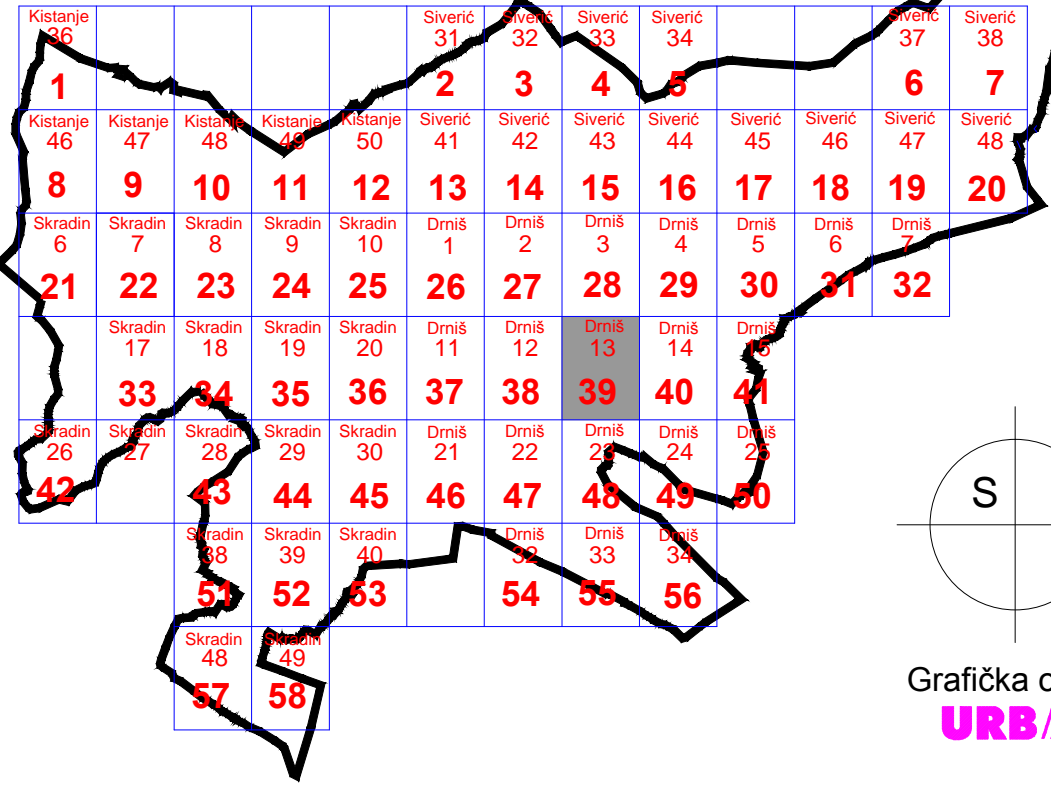 Kistanje Siverić Siverić Siverić Siverić Siverić Siverić
36 31 32 33 34 37 38
1 2 3 4 5 6 7
Kistanje Kistanje Kistanje Kistanje Kistanje Siverić Siverić Siverić Siverić Siverić Siverić Siverić Siverić
46 47 48 49 50 41 42 43 44 45 46 47 48
8 9 10 11 12 13 14 15 16 17 18 19 20
Skradin Skradin Skradin Skradin Skradin Drniš Drniš Drniš Drniš Drniš Drniš Drniš
6 7 8 9 10 1 2 3 4 5 6 7
21 22 23 24 25 26 27 28 29 30 31 32
Skradin Skradin Skradin Skradin Drniš Drniš Drniš Drniš Drniš
17 18 19 20 11 12 13 14 15
33 34 35 36 37 38 39 40 41
Skradin Skradin Skradin Skradin Skradin Drniš Drniš Drniš Drniš Drniš
26 27 28 29 30 21 22 23 24 25
42 43 44 45 46 47 48 49 50
S
Skradin Skradin Skradin Drniš Drniš Drniš
38 39 40 32 33 34
51 52 53 54 55 56
Skradin Skradin
48 49
57 58
Grafička
URB